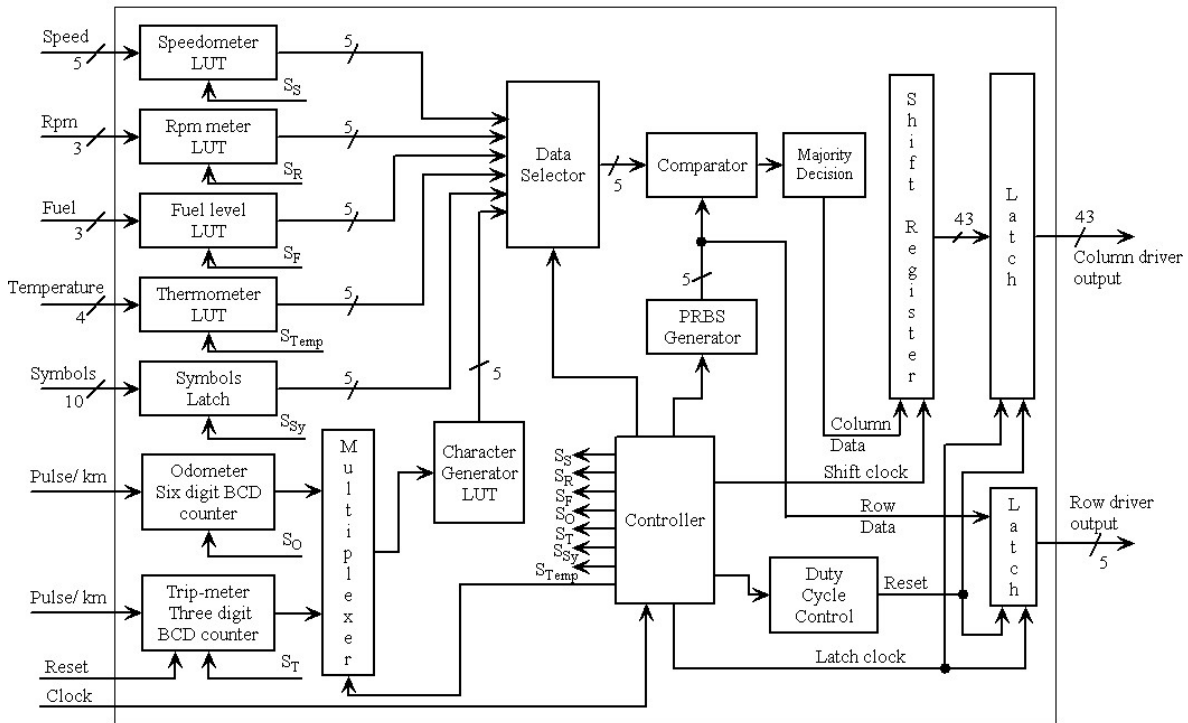 Speed
5
Speedometer
LUT
5
S_S
Rpm
3
Rpm meter
LUT
5
S_R
Fuel
3
Fuel level
LUT
5
S_F
Temperature
4
Thermometer
LUT
5
S_Temp
Symbols
10
Symbols
Latch
5
S_Sy
Pulse/ km
Odometer
Six digit BCD
counter
S_O
Pulse/ km
Trip-meter
Three digit
BCD counter
S_T
Reset
Clock
Multiplexer
Character
Generator
LUT
5
Data
Selector
5
Comparator
Majority
Decision
5
PRBS
Generator
Controller
S_S
S_R
S_F
S_O
S_T
S_Sy
S_Temp
Column
Data
Shift clock
Row
Data
Duty
Cycle
Control
Reset
Latch clock
Shift Register
43
Latch
43
Column driver
output
Latch
Row driver
output
5